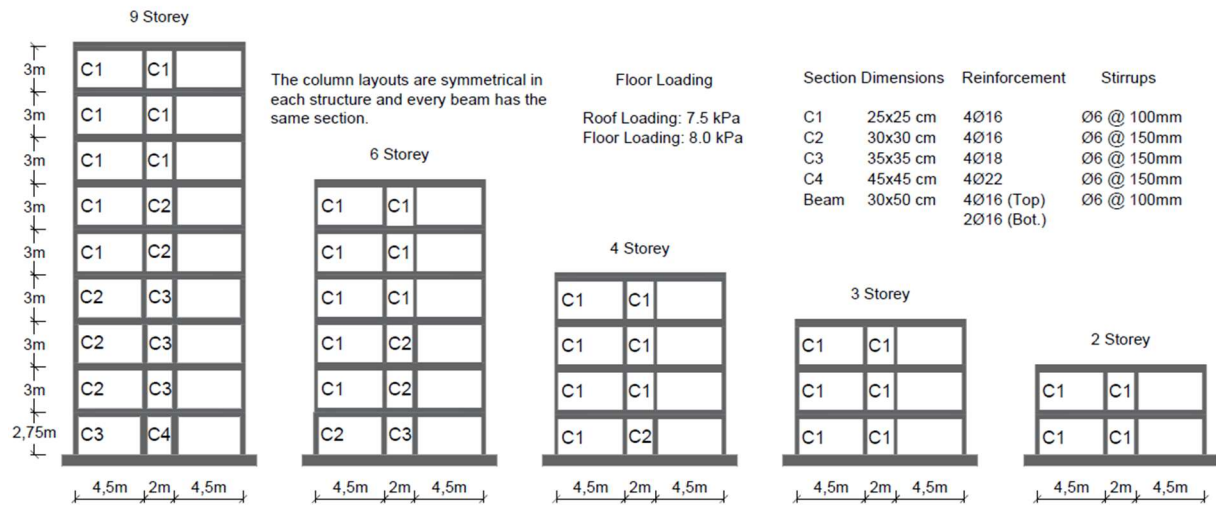 9 Storey
3m
3m
3m
3m
3m
3m
3m
3m
2,75m
C1 C1
C1 C1
C1 C1
C1 C2
C1 C2
C2 C3
C2 C3
C2 C3
C3 C4
4,5m 2m 4,5m
The column layouts are symmetrical in
each structure and every beam has the
same section.
6 Storey
C1 C1
C1 C1
C1 C1
C1 C2
C1 C2
C2 C3
4,5m 2m 4,5m
Floor Loading
Roof Loading: 7.5 kPa
Floor Loading: 8.0 kPa
4 Storey
C1 C1
C1 C1
C1 C1
C1 C2
4,5m 2m 4,5m
Section Dimensions Reinforcement Stirrups
C1 25x25 cm 4Ø16 Ø6 @ 100mm
C2 30x30 cm 4Ø16 Ø6 @ 150mm
C3 35x35 cm 4Ø18 Ø6 @ 150mm
C4 45x45 cm 4Ø22 Ø6 @ 150mm
Beam 30x50 cm 4Ø16 (Top) Ø6 @ 100mm
2Ø16 (Bot.)
3 Storey
C1 C1
C1 C1
C1 C1
4,5m 2m 4,5m
2 Storey
C1 C1
C1 C1
4,5m 2m 4,5m